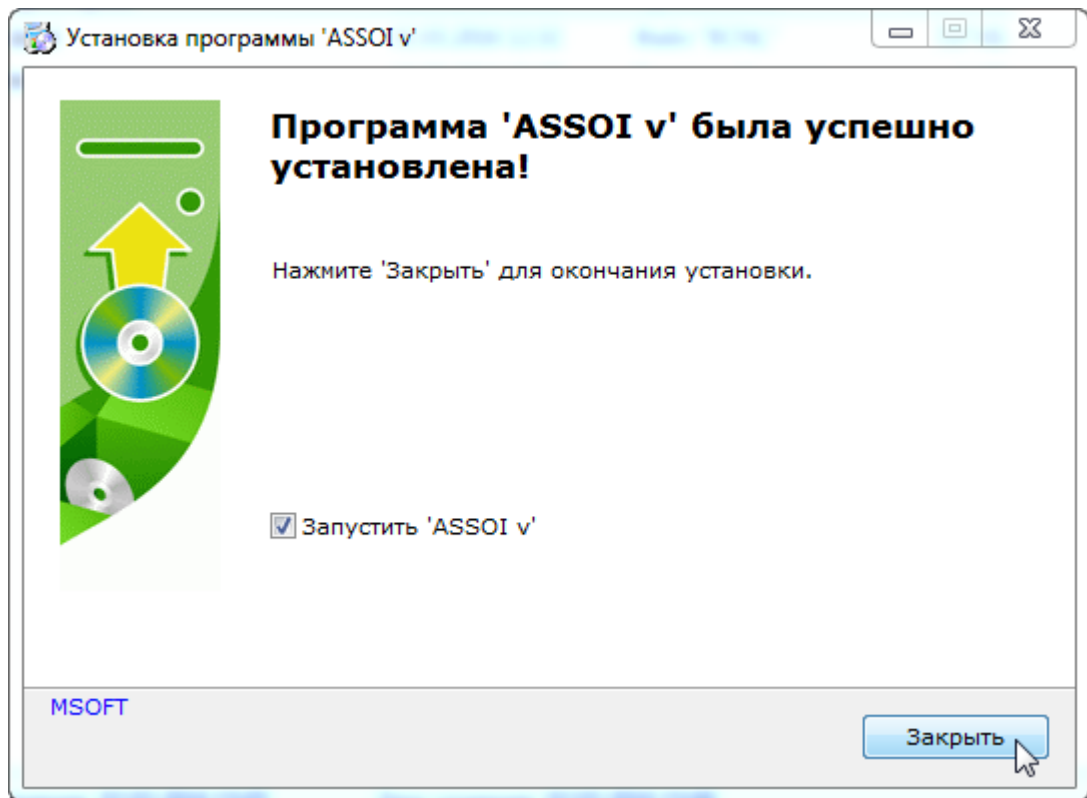 Установка программы 'ASSOI v'
Программа 'ASSOI v' была успешно
установлена!
Нажмите 'Закрыть' для окончания установки.
Запустить 'ASSOI v'
MSOFT
Закрыть